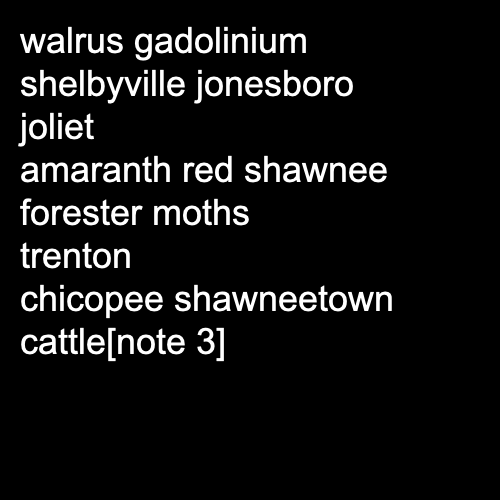 walrus gadolinium
shelbyville jonesboro
joliet
amaranth red shawnee
forester moths
trenton
chicopee shawneetown
cattle[note 3]